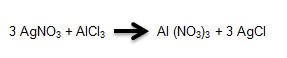 3 AgNO₃ + AlCl₃ → Al (NO₃)₃ + 3 AgCl